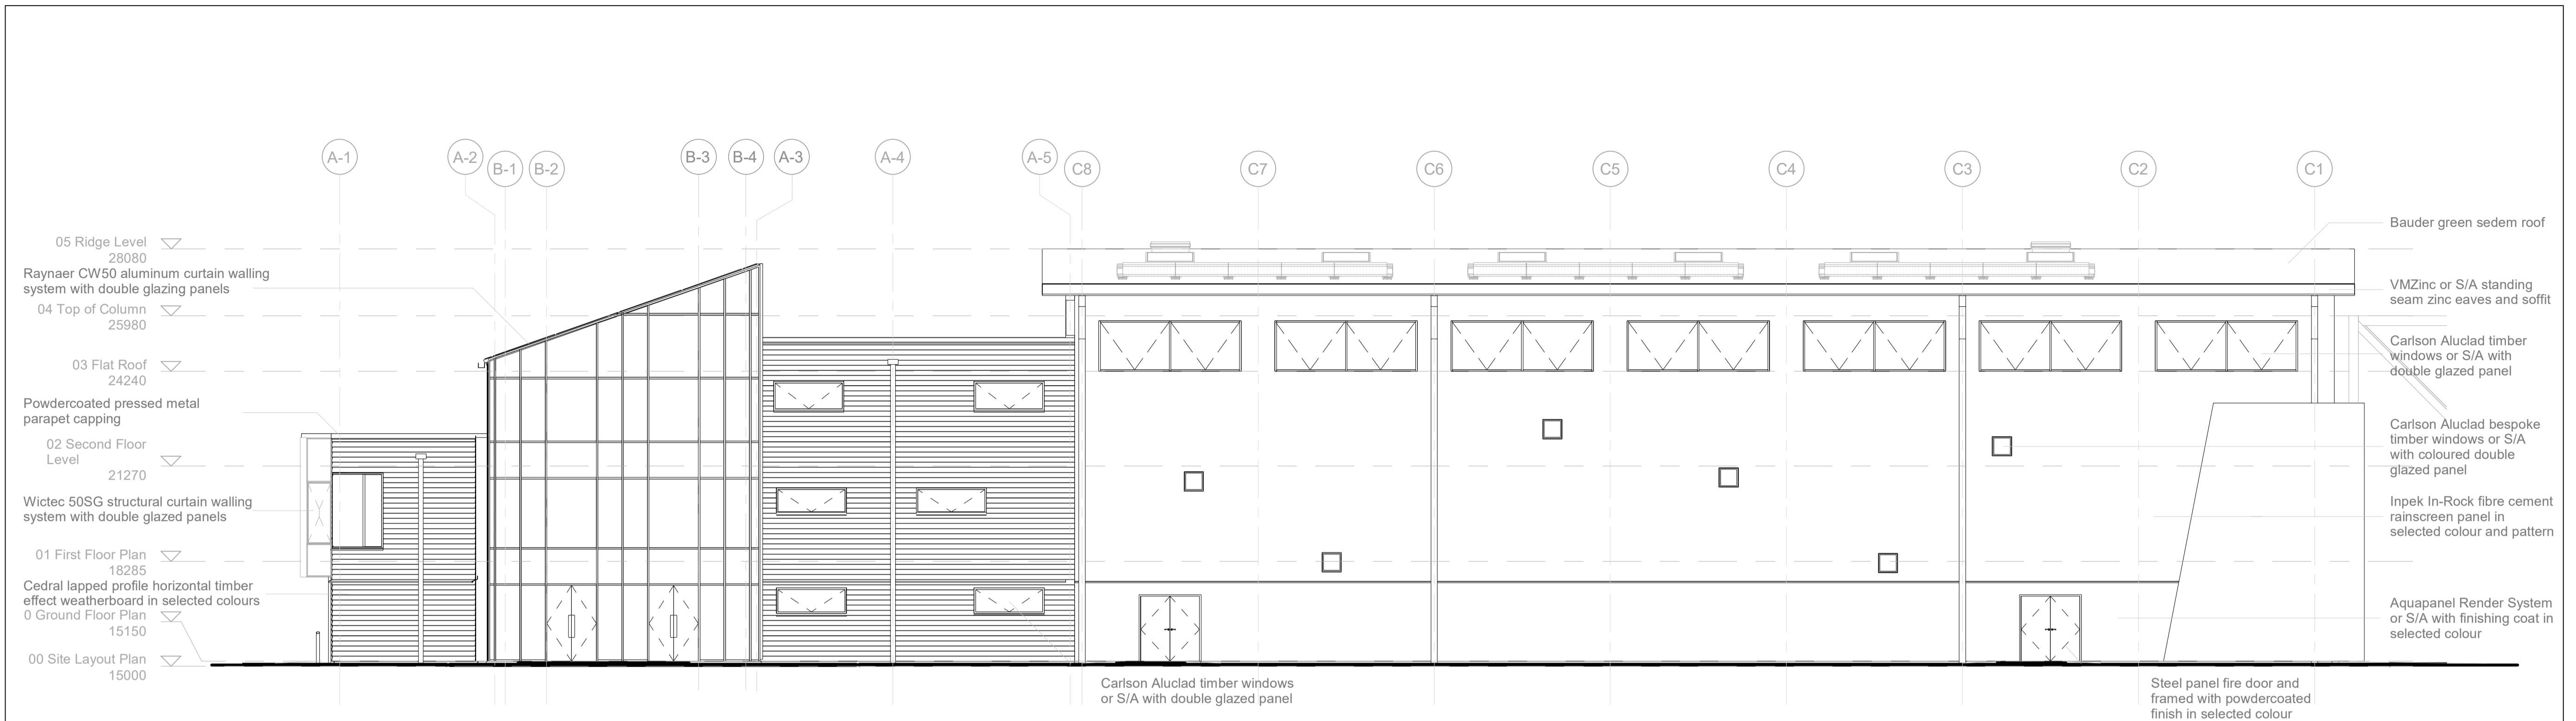 A-1
A-2
B-1
B-2
B-3
B-4
A-3
A-4
A-5
C8
C7
C6
C5
C4
C3
C2
C1
05 Ridge Level
28080
Raynaer CW50 aluminum curtain walling
system with double glazing panels
04 Top of Column
25980
03 Flat Roof
24240
Powdercoated pressed metal
parapet capping
02 Second Floor
Level
21270
Wictec 50SG structural curtain walling
system with double glazed panels
01 First Floor Plan
18285
Cedral lapped profile horizontal timber
effect weatherboard in selected colours
0 Ground Floor Plan
15150
00 Site Layout Plan
15000
Bauder green sedem roof
VMZinc or S/A standing
seam zinc eaves and soffit
Carlson Aluclad timber
windows or S/A with
double glazed panel
Carlson Aluclad bespoke
timber windows or S/A
with coloured double
glazed panel
Inpek In-Rock fibre cement
rainscreen panel in
selected colour and pattern
Aquapanel Render System
or S/A with finishing coat in
selected colour
Carlson Aluclad timber windows
or S/A with double glazed panel
Steel panel fire door and
framed with powdercoated
finish in selected colour